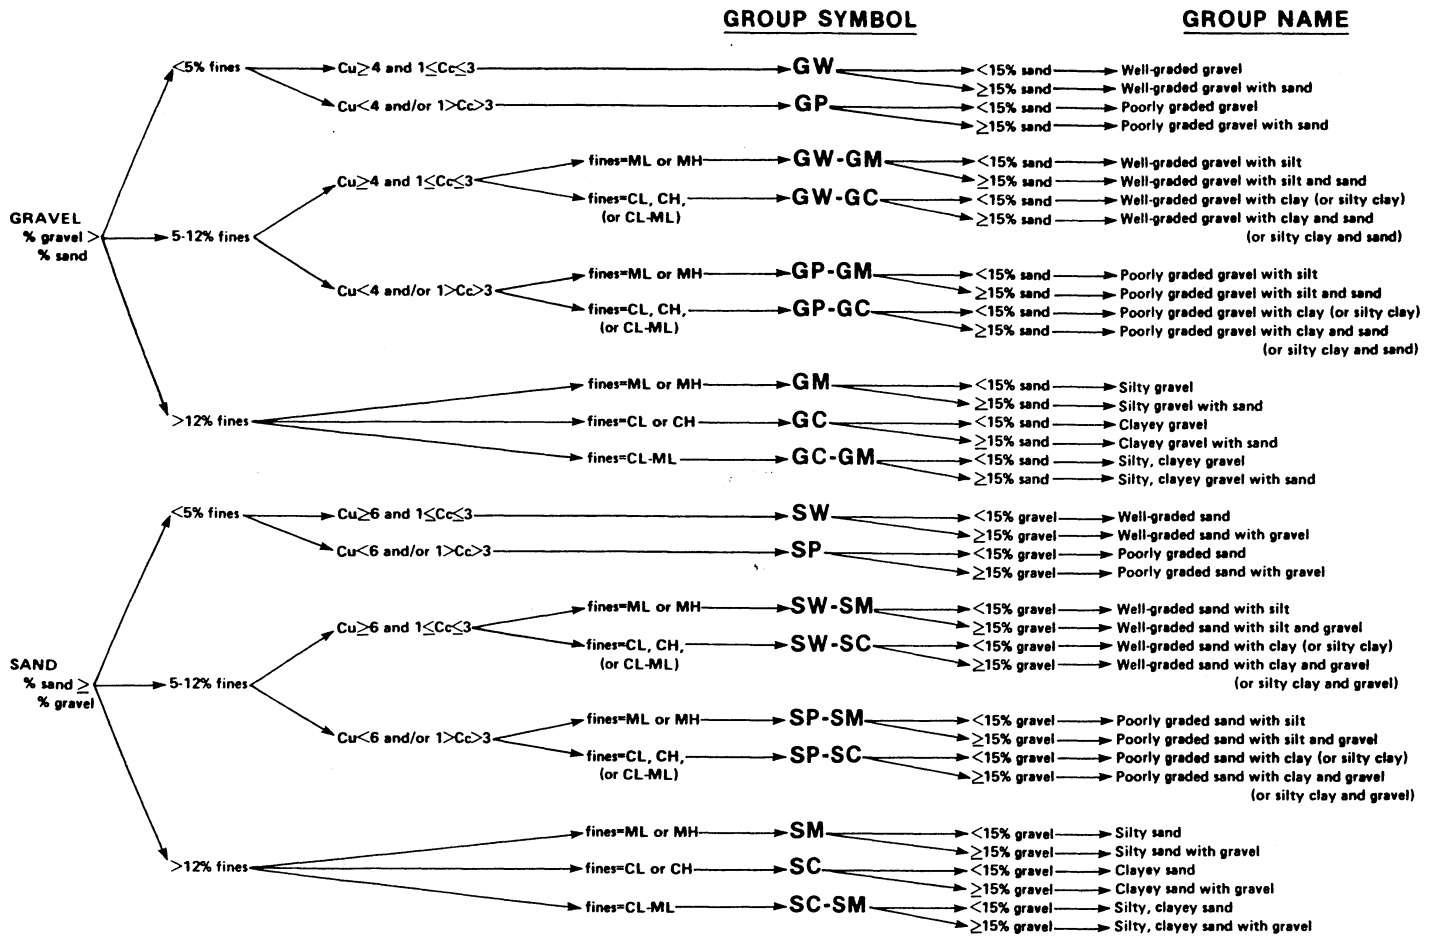 GROUP SYMBOL GROUP NAME
<5% fines Cu≥4 and 1≤Cc≤3 GW <15% sand Well-graded gravel
≥15% sand Well-graded gravel with sand
Cu<4 and/or 1>Cc>3 GP <15% sand Poorly graded gravel
≥15% sand Poorly graded gravel with sand
fines=ML or MH GW-GM <15% sand Well-graded gravel with silt
Cu≥4 and 1≤Cc≤3 ≥15% sand Well-graded gravel with silt and sand
fines=CL, CH, GW-GC <15% sand Well-graded gravel with clay (or silty clay)
(or CL-ML) ≥15% sand Well-graded gravel with clay and sand
GRAVEL
% gravel > 5-12% fines (or silty clay and sand)
% sand
fines=ML or MH GP-GM <15% sand Poorly graded gravel with silt
Cu<4 and/or 1>Cc>3 ≥15% sand Poorly graded gravel with silt and sand
fines=CL, CH, GP-GC <15% sand Poorly graded gravel with clay (or silty clay)
(or CL-ML) ≥15% sand Poorly graded gravel with clay and sand
(or silty clay and sand)
fines=ML or MH GM <15% sand Silty gravel
≥15% sand Silty gravel with sand
>12% fines fines=CL or CH GC <15% sand Clayey gravel
≥15% sand Clayey gravel with sand
fines=CL-ML GC-GM <15% sand Silty, clayey gravel
≥15% sand Silty, clayey gravel with sand
<5% fines Cu≥6 and 1≤Cc≤3 SW <15% gravel Well-graded sand
≥15% gravel Well-graded sand with gravel
Cu<6 and/or 1>Cc>3 SP <15% gravel Poorly graded sand
≥15% gravel Poorly graded sand with gravel
fines=ML or MH SW-SM <15% gravel Well-graded sand with silt
Cu≥6 and 1≤Cc≤3 ≥15% gravel Well-graded sand with silt and gravel
fines=CL, CH, SW-SC <15% gravel Well-graded sand with clay (or silty clay)
SAND (or CL-ML) ≥15% gravel Well-graded sand with clay and gravel
% sand ≥ 5-12% fines (or silty clay and gravel)
% gravel
fines=ML or MH SP-SM <15% gravel Poorly graded sand with silt
Cu<6 and/or 1>Cc>3 ≥15% gravel Poorly graded sand with silt and gravel
fines=CL, CH, SP-SC <15% gravel Poorly graded sand with clay (or silty clay)
(or CL-ML) ≥15% gravel Poorly graded sand with clay and gravel
(or silty clay and gravel)
fines=ML or MH SM <15% gravel Silty sand
≥15% gravel Silty sand with gravel
>12% fines fines=CL or CH SC <15% gravel Clayey sand
≥15% gravel Clayey sand with gravel
fines=CL-ML SC-SM <15% gravel Silty, clayey sand
≥15% gravel Silty, clayey sand with gravel